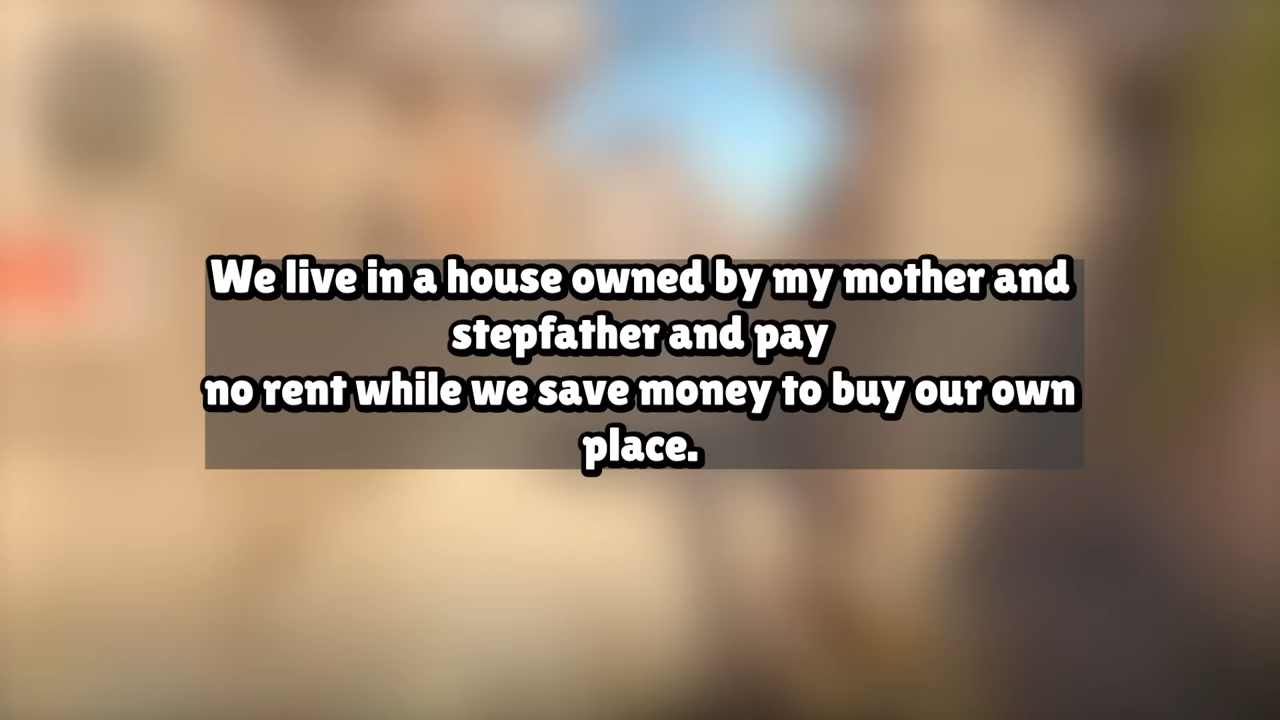 We live in a house owned by my mother and
stepfather and pay
no rent while we save money to buy our own
place.